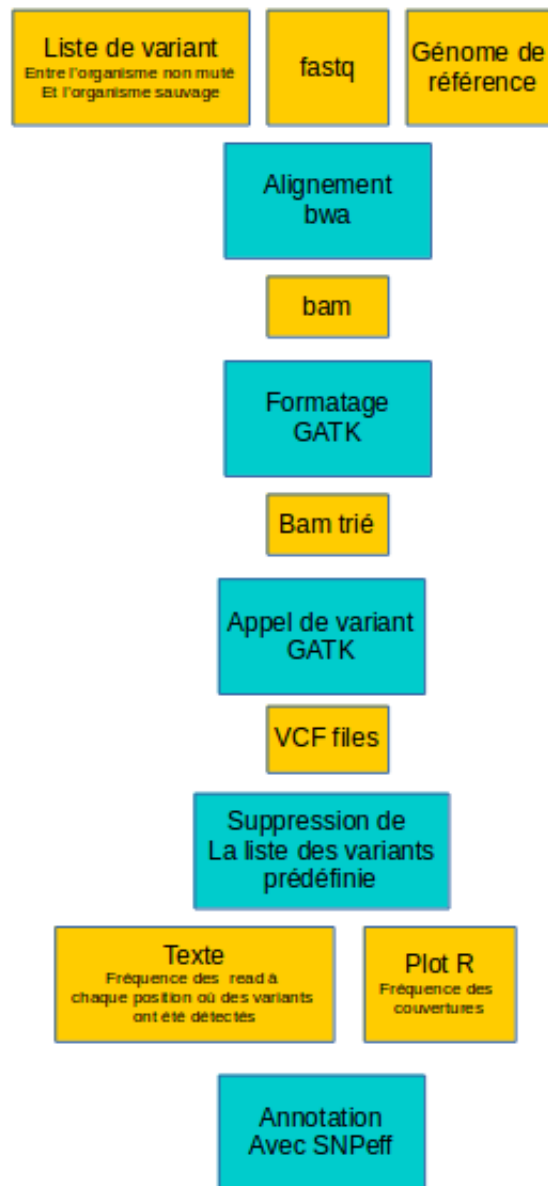 Liste de variant
Entre l'organisme non muté
Et l'organisme sauvage
fastq
Génome de
référence
Alignement
bwa
bam
Formatage
GATK
Bam trié
Appel de variant
GATK
VCF files
Suppression de
La liste des variants
prédéfinie
Texte
Fréquence des read à
chaque position où des variants
ont été détectés
Plot R
Fréquence des
couvertures
Annotation
Avec SNPeff